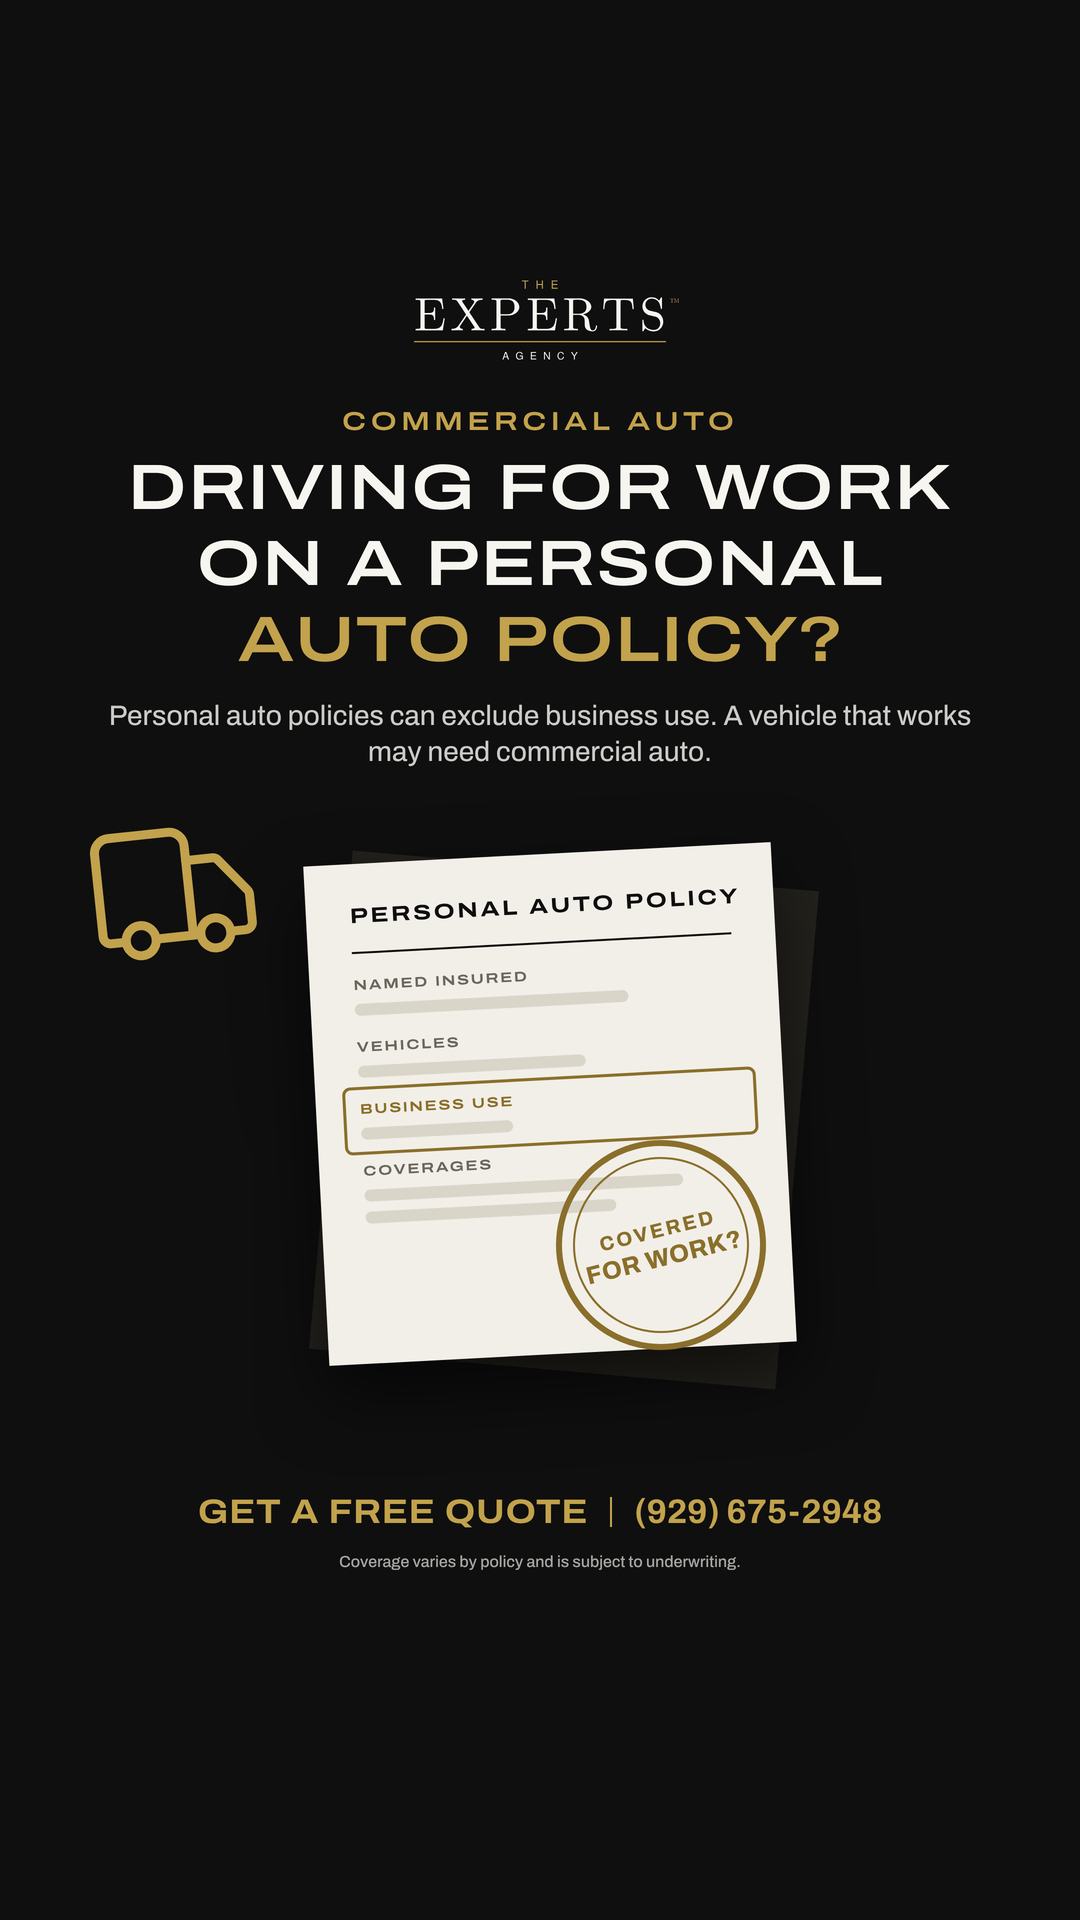 THE
EXPERTS™
AGENCY
COMMERCIAL AUTO
DRIVING FOR WORK
ON A PERSONAL
AUTO POLICY?
Personal auto policies can exclude business use. A vehicle that works
may need commercial auto.
PERSONAL AUTO POLICY
NAMED INSURED
VEHICLES
BUSINESS USE
COVERAGES
COVERED
FOR WORK?
GET A FREE QUOTE | (929) 675-2948
Coverage varies by policy and is subject to underwriting.